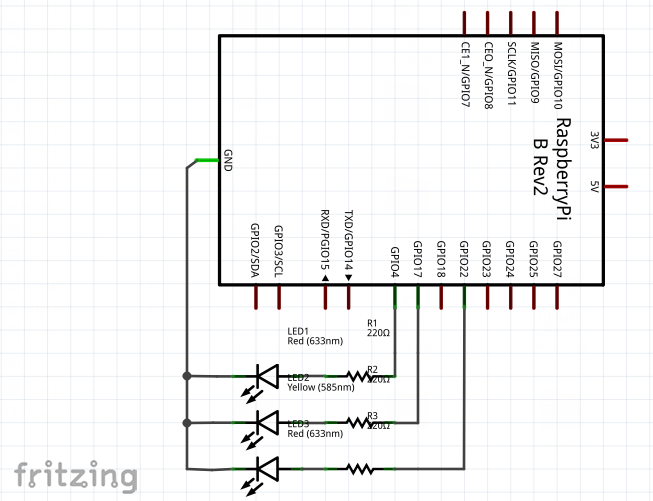 CE1_N/GPIO7
CEO_N/GPIO8
SCLK/GPIO11
MISO/GPIO9
MOSI/GPIO10
RaspberryPi
B Rev2
3V3
5V
GND
GPIO2/SDA
GPIO3/SCL
RXD/PGIO15
TXD/GPIO14
GPIO4
GPIO17
GPIO18
GPIO22
GPIO23
GPIO24
GPIO25
GPIO27
LED1
Red (633nm)
R1
220Ω
LED2
Yellow (585nm)
R2
220Ω
LED3
Red (633nm)
R3
220Ω
fritzing